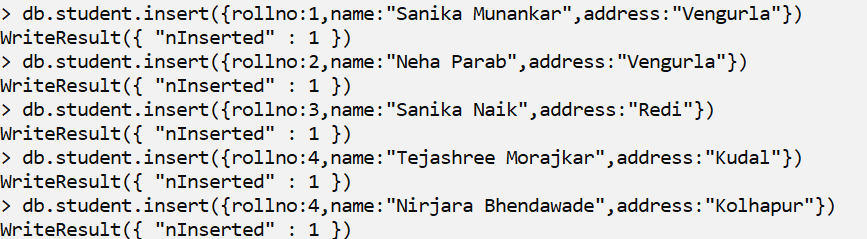 > db.student.insert({rollno:1,name:"Sanika Munankar",address:"Vengurla"})
WriteResult({ "nInserted" : 1 })
> db.student.insert({rollno:2,name:"Neha Parab",address:"Vengurla"})
WriteResult({ "nInserted" : 1 })
> db.student.insert({rollno:3,name:"Sanika Naik",address:"Redi"})
WriteResult({ "nInserted" : 1 })
> db.student.insert({rollno:4,name:"Tejashree Morajkar",address:"Kudal"})
WriteResult({ "nInserted" : 1 })
> db.student.insert({rollno:4,name:"Nirjara Bhendawade",address:"Kolhapur"})
WriteResult({ "nInserted" : 1 })